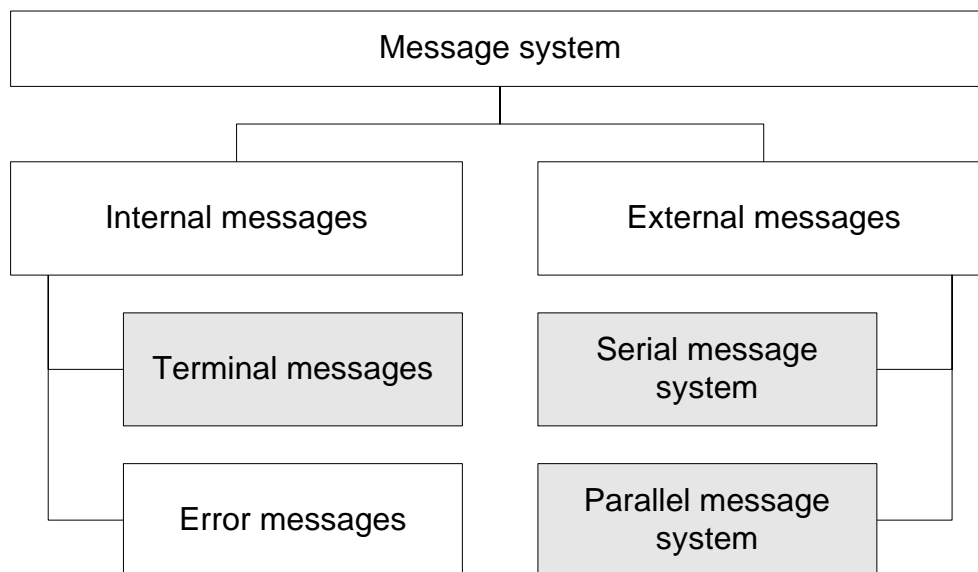 Message system
Internal messages
External messages
Terminal messages
Serial message
system
Error messages
Parallel message
system